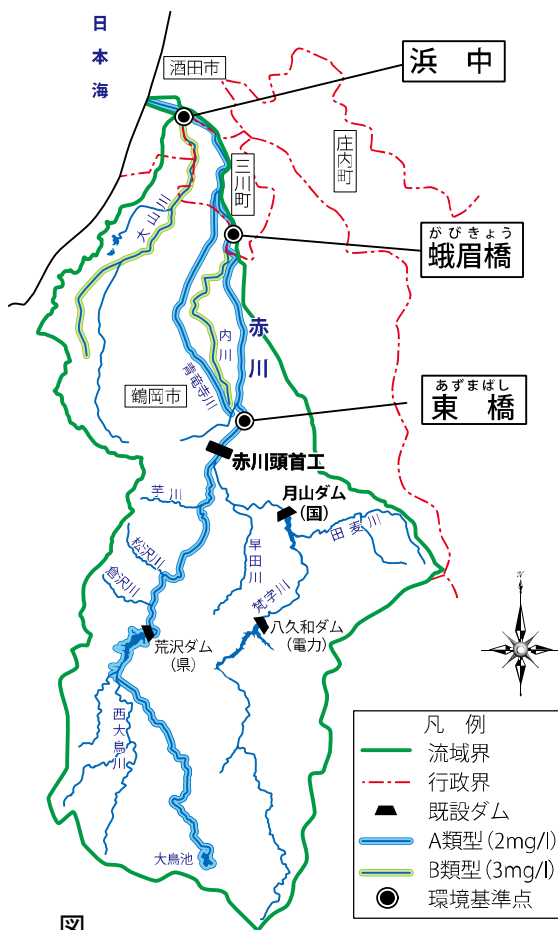 日本海
酒田市
浜 中
庄内町
三川町
大山川
がびきょう
蛾眉橋
赤川
内川
青竜寺川
鶴岡市
あずまばし
東 橋
赤川頭首工
月山ダム
(国)
芋川
田麦川
早田川
松沢川
倉沢川
梵字川
八久和ダム
(電力)
荒沢ダム
(県)
西大鳥川
大鳥池
N
凡 例
流域界
行政界
既設ダム
A類型(2mg/l)
B類型(3mg/l)
環境基準点
図